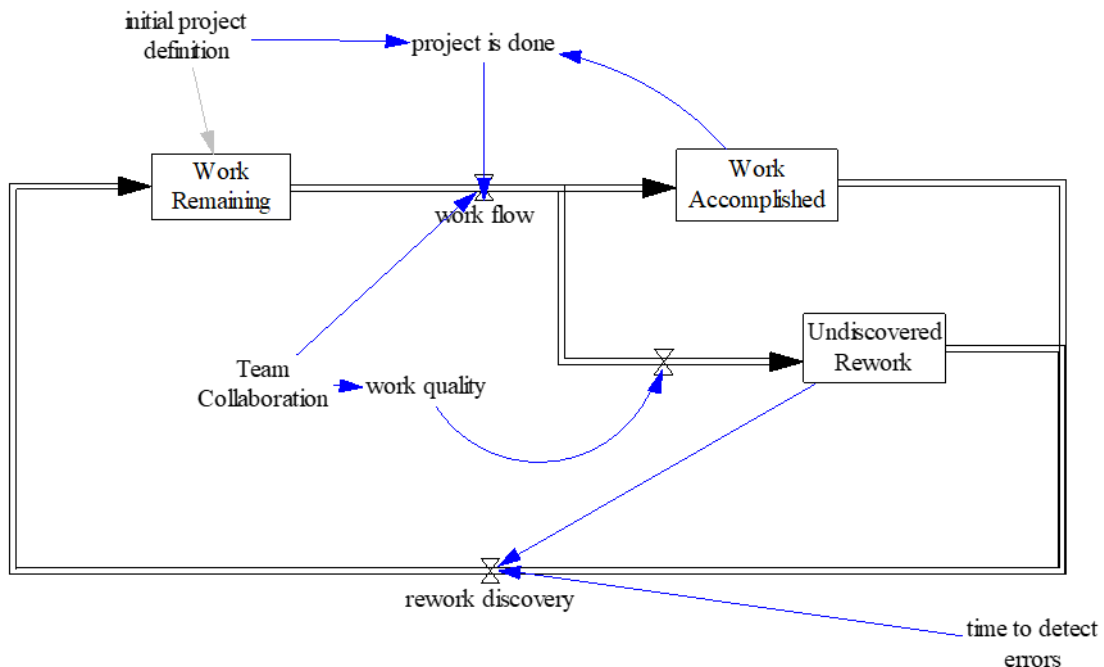 initial project
definition
project is done
Work
Remaining
Work
Accomplished
work flow
Undiscovered
Rework
Team
Collaboration
work quality
rework discovery
time to detect
errors